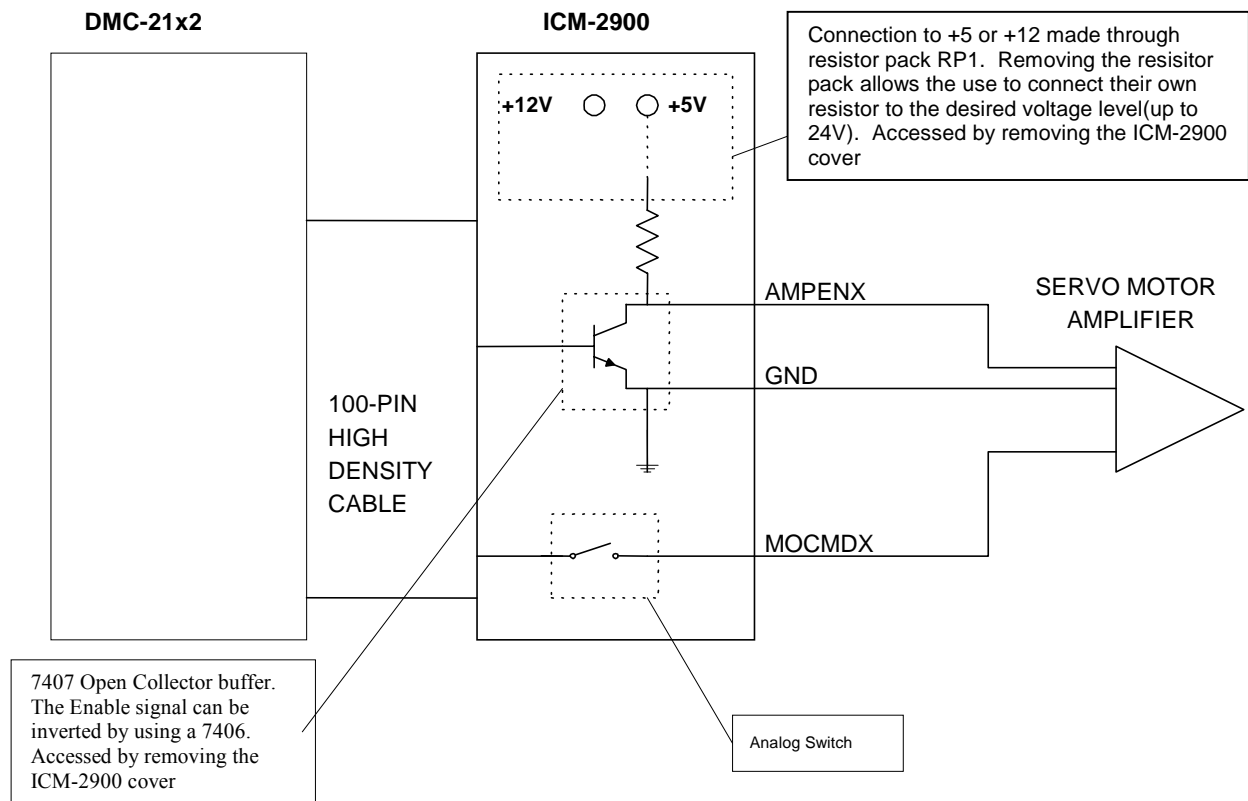 DMC-21x2
ICM-2900
Connection to +5 or +12 made through
resistor pack RP1. Removing the resisitor
pack allows the use to connect their own
resistor to the desired voltage level(up to
24V). Accessed by removing the ICM-2900
cover
+12V
+5V
AMPENX
SERVO MOTOR
AMPLIFIER
GND
100-PIN
HIGH
DENSITY
CABLE
MOCMDX
7407 Open Collector buffer.
The Enable signal can be
inverted by using a 7406.
Accessed by removing the
ICM-2900 cover
Analog Switch